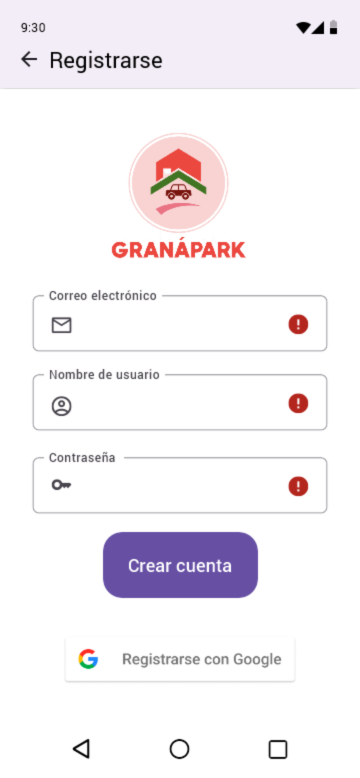 9:30
Registrarse
GRANÁPARK
Correo electrónico
Nombre de usuario
Contraseña
Crear cuenta
Registrarse con Google